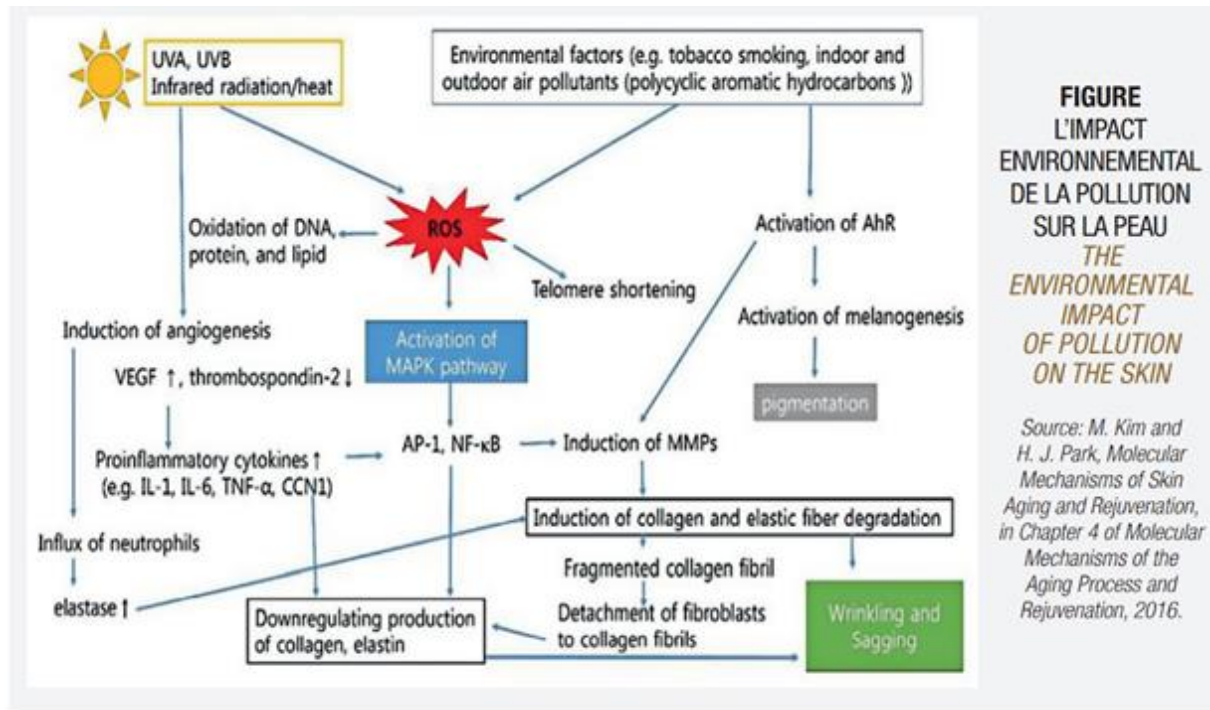 UVA, UVB
Infrared radiation/heat
Environmental factors (e.g. tobacco smoking, indoor and
outdoor air pollutants (polycyclic aromatic hydrocarbons ))
ROS
Oxidation of DNA,
protein, and lipid
Activation of AhR
Telomere shortening
Induction of angiogenesis
Activation of
MAPK pathway
Activation of melanogenesis
VEGF ↑, thrombospondin-2↓
pigmentation
AP-1, NF-κB
Induction of MMPs
Proinflammatory cytokines↑
(e.g. IL-1, IL-6, TNF-α, CCN1)
Induction of collagen and elastic fiber degradation
Influx of neutrophils
Fragmented collagen fibril
elastase↑
Downregulating production
of collagen, elastin
Detachment of fibroblasts
to collagen fibrils
Wrinkling and
Sagging
FIGURE
L'IMPACT
ENVIRONNEMENTAL
DE LA POLLUTION
SUR LA PEAU
THE
ENVIRONMENTAL
IMPACT
OF POLLUTION
ON THE SKIN
Source: M. Kim and
H. J. Park, Molecular
Mechanisms of Skin
Aging and Rejuvenation,
in Chapter 4 of Molecular
Mechanisms of the
Aging Process and
Rejuvenation, 2016.